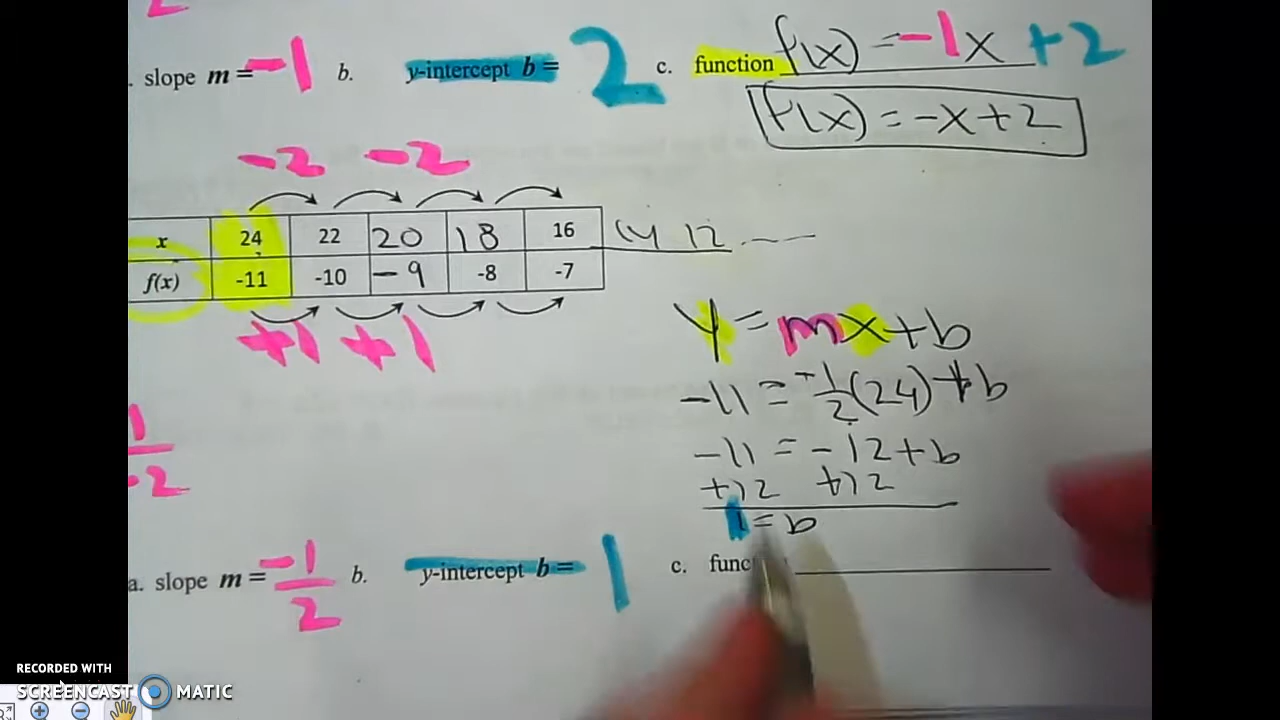 . slope m = -1 b. y-intercept b = 2 c. function f(x) = -1x + 2
f(x) = -x + 2
-2 -2
x 24 22 20 18 16 12
f(x) -11 -10 -9 -8 -7
+1 +1
y = mx + b
-11 = -1/2 (24) + b
-11 = -12 + b
+12 +12
1 = b
1
-2
a. slope m = -1/2 b. y-intercept b = 1 c. func
RECORDED WITH
SCREENCAST MATIC